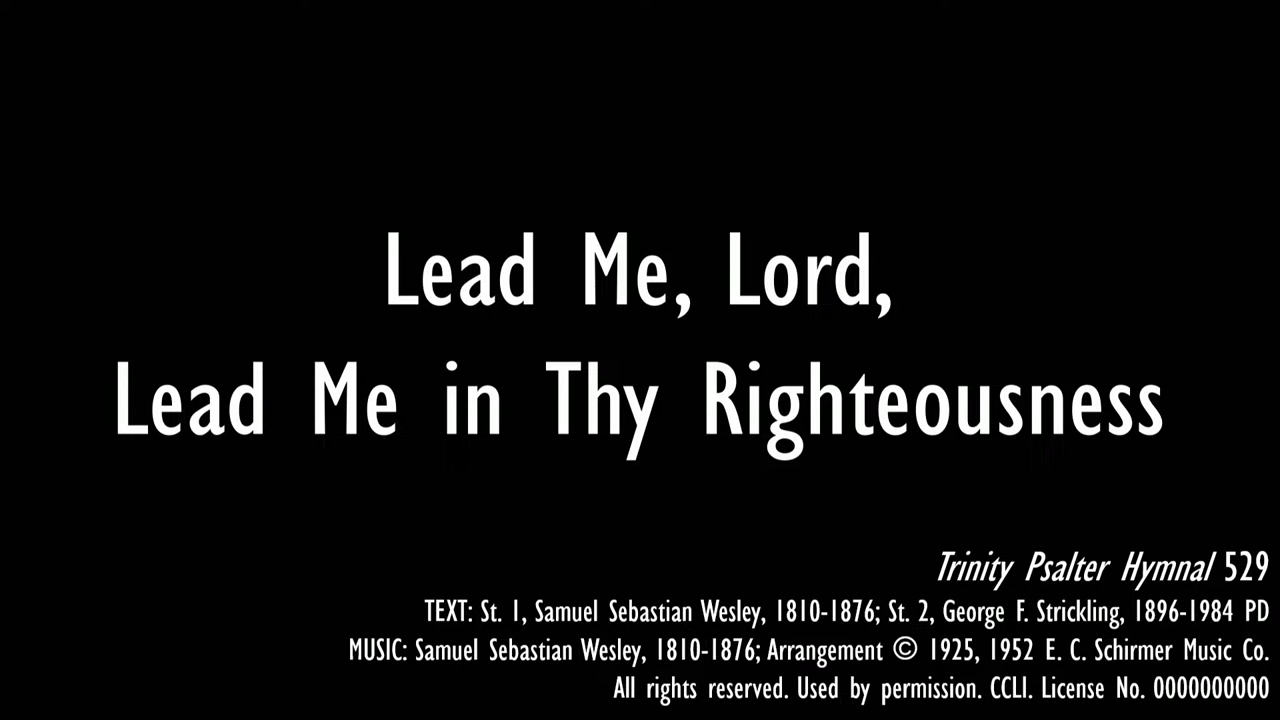 Lead Me, Lord,
Lead Me in Thy Righteousness
Trinity Psalter Hymnal 529
TEXT: St. 1, Samuel Sebastian Wesley, 1810-1876; St. 2, George F. Strickling, 1896-1984 PD
MUSIC: Samuel Sebastian Wesley, 1810-1876; Arrangement © 1925, 1952 E. C. Schirmer Music Co.
All rights reserved. Used by permission. CCLI. License No. 0000000000